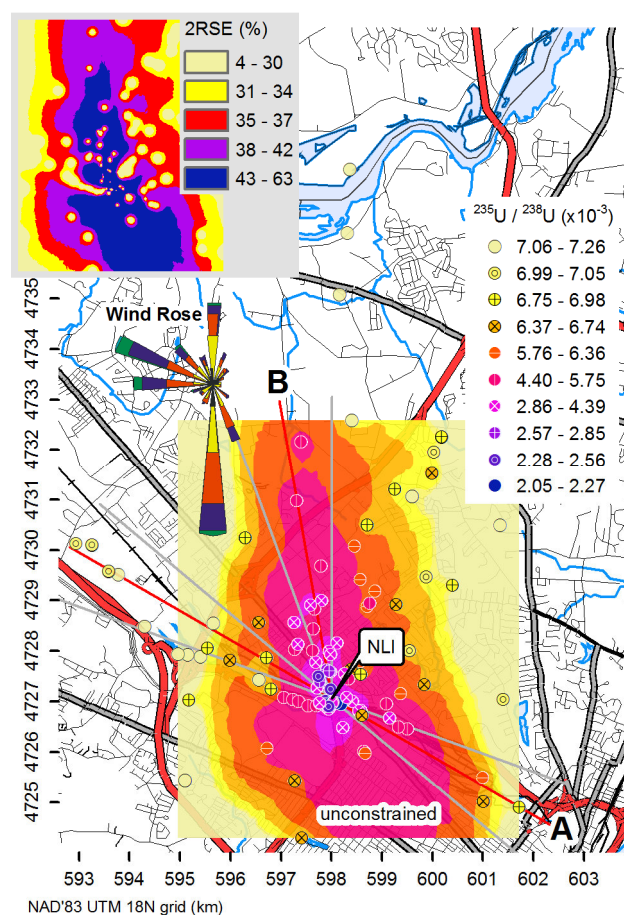 2RSE (%)
4 - 30
31 - 34
35 - 37
38 - 42
43 - 63
235U / 238U (x10-3)
7.06 - 7.26
6.99 - 7.05
6.75 - 6.98
6.37 - 6.74
5.76 - 6.36
4.40 - 5.75
2.86 - 4.39
2.57 - 2.85
2.28 - 2.56
2.05 - 2.27
Wind Rose
B
NLI
unconstrained
A
4735
4734
4733
4732
4731
4730
4729
4728
4727
4726
4725
593 594 595 596 597 598 599 600 601 602 603
NAD'83 UTM 18N grid (km)